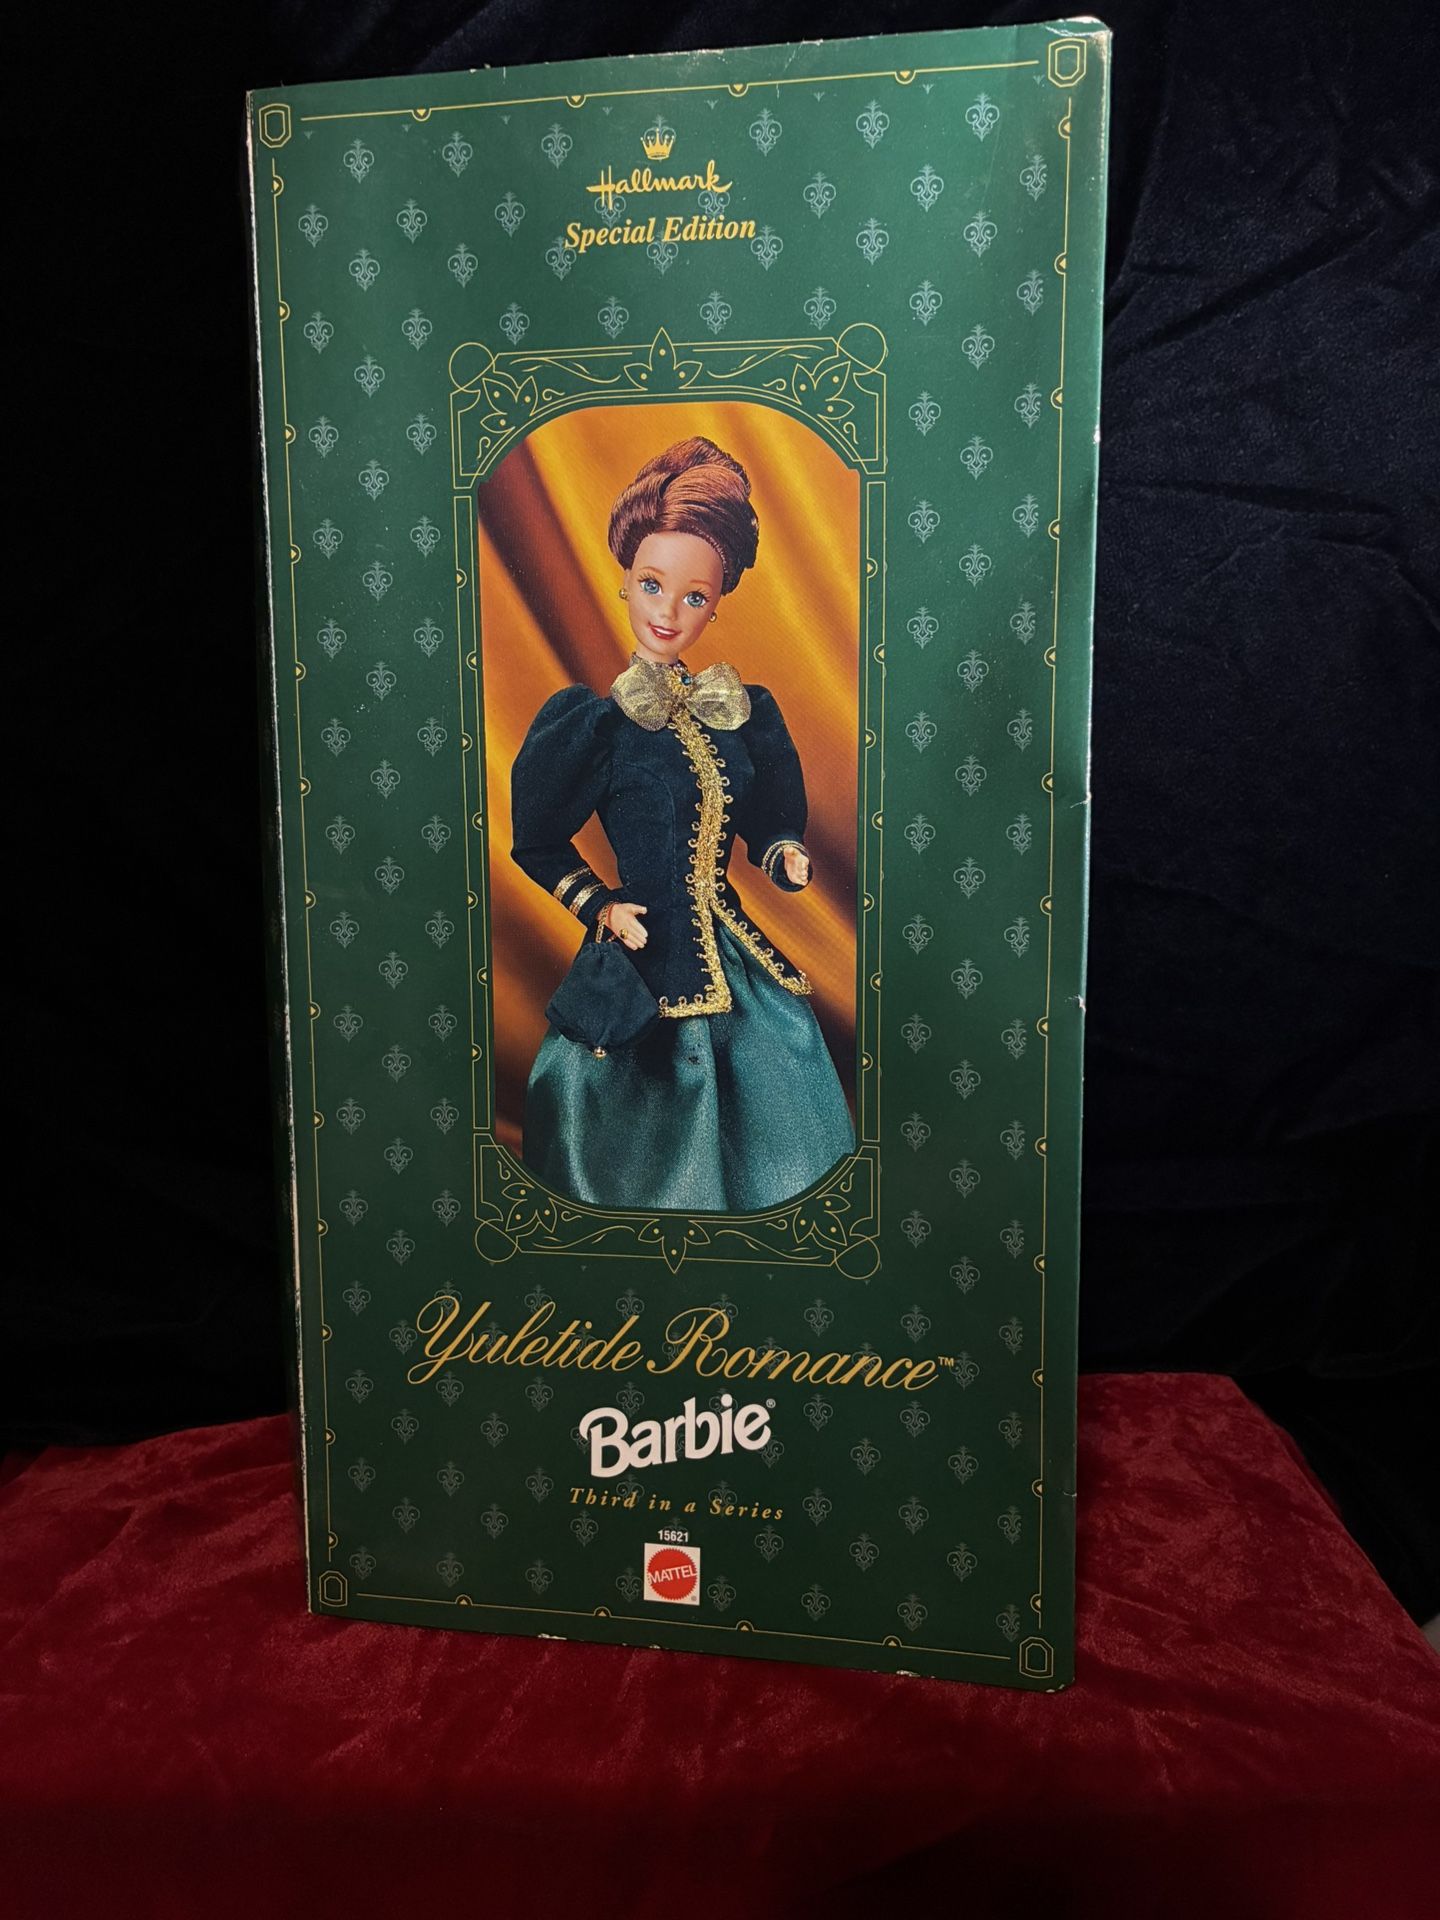 Hallmark
Special Edition
Yuletide Romance™
Barbie®
Third in a Series
15621
MATTEL
®